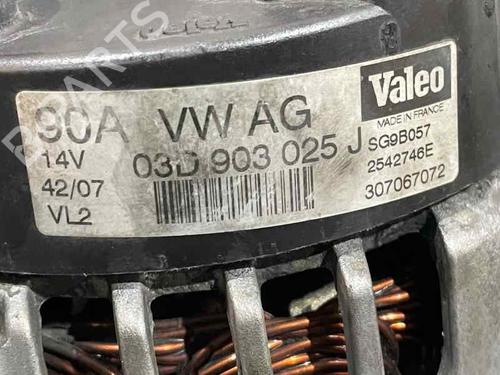 90A VW AG
14V 03D 903 025 J
42/07
VL2
Valeo
MADE IN FRANCE
SG9B057
2542746E
307067072